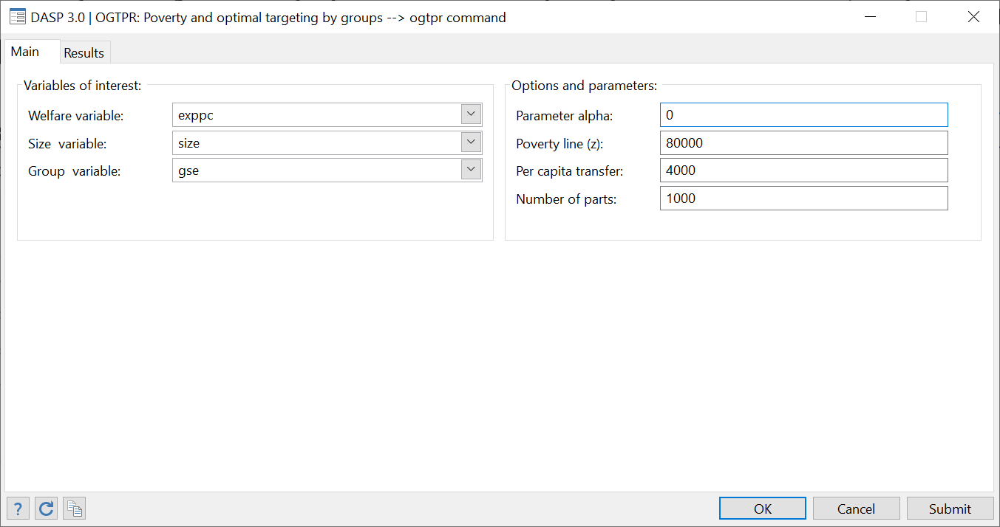 DASP 3.0 | OGTPR: Poverty and optimal targeting by groups --> ogtpr command
Main
Results
Variables of interest:
Welfare variable:
exppc
Size variable:
size
Group variable:
gse
Options and parameters:
Parameter alpha:
0
Poverty line (z):
80000
Per capita transfer:
4000
Number of parts:
1000
?
OK
Cancel
Submit